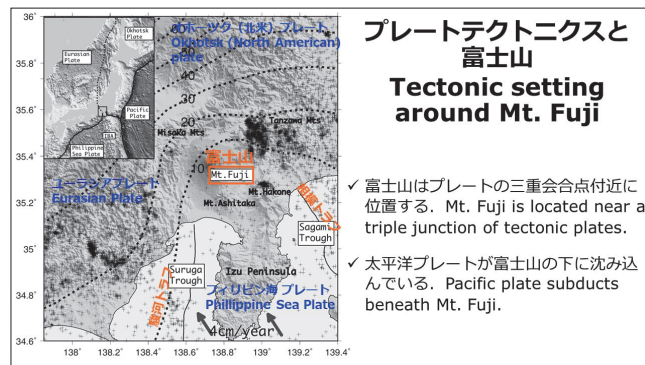 プレートテクトニクスと
富士山
Tectonic setting
around Mt. Fuji
✓ 富士山はプレートの三重会合点付近に
位置する. Mt. Fuji is located near a
triple junction of tectonic plates.
✓ 太平洋プレートが富士山の下に沈み込
んでいる. Pacific plate subducts
beneath Mt. Fuji.
オホーツク（北米）プレート
Okhotsk (North American)
plate
Okhotsk
Plate
Eurasian
Plate
Pacific
Plate
Philippine
Sea Plate
40
30
20
10
Misaka Mts
Tanzawa Mts
富士山
Mt.Fuji
Mt.Hakone
Mt.Ashitaka
ユーラシアプレート
Eurasian Plate
相模トラフ
Sagami
Trough
Suruga
Trough
駿河トラフ
Izu Peninsula
フィリピン海 プレート
Phillippine Sea Plate
4cm/year
36˚
35.8˚
35.6˚
35.4˚
35.2˚
35˚
34.8˚
34.6˚
138˚ 138.2˚ 138.4˚ 138.6˚ 138.8˚ 139˚ 139.2˚ 139.4˚